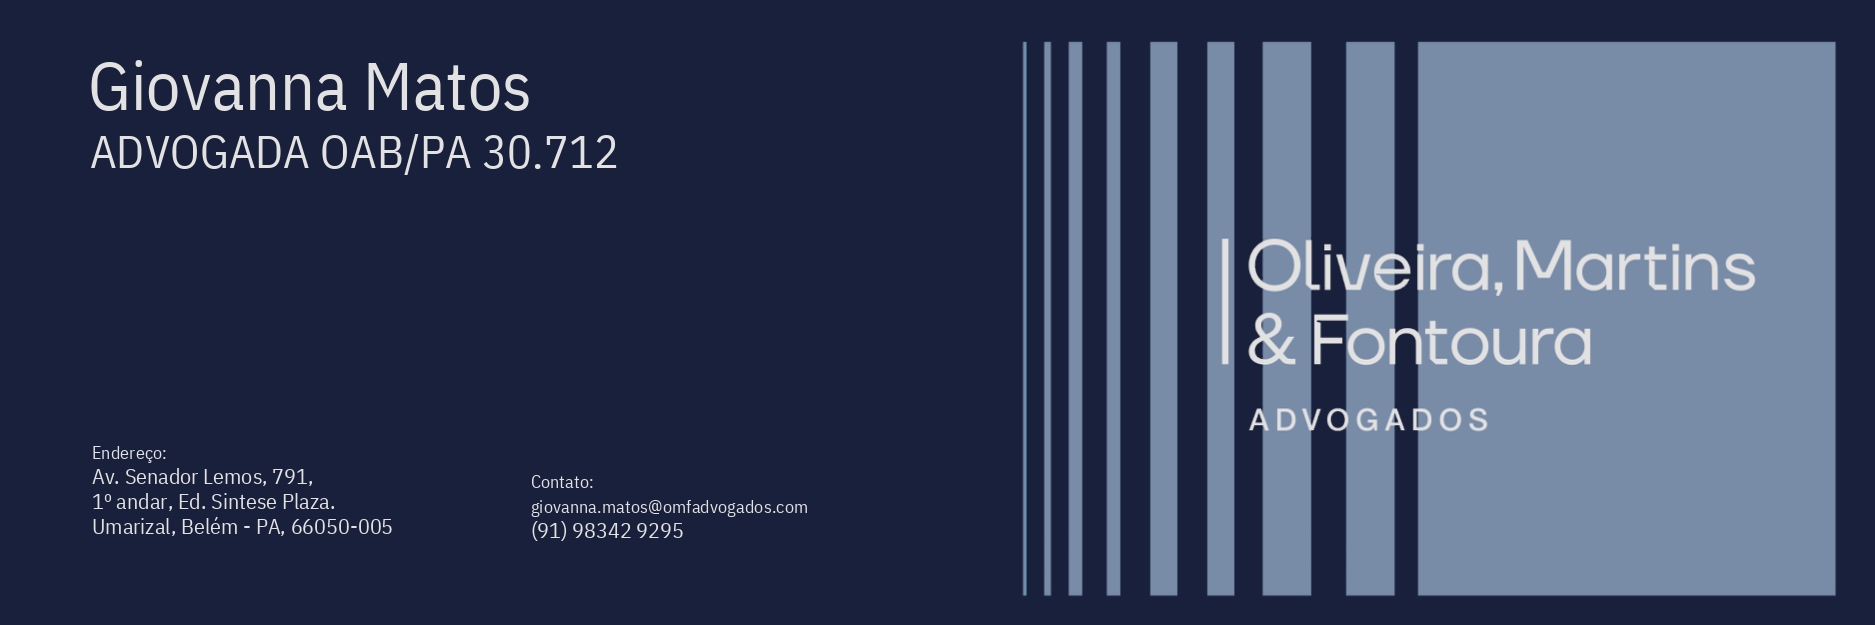 Giovanna Matos
ADVOGADA OAB/PA 30.712
Endereço:
Av. Senador Lemos, 791,
1º andar, Ed. Sintese Plaza.
Umarizal, Belém - PA, 66050-005
Contato:
giovanna.matos@omfadvogados.com
(91) 98342 9295
Oliveira, Martins
& Fontoura
ADVOGADOS